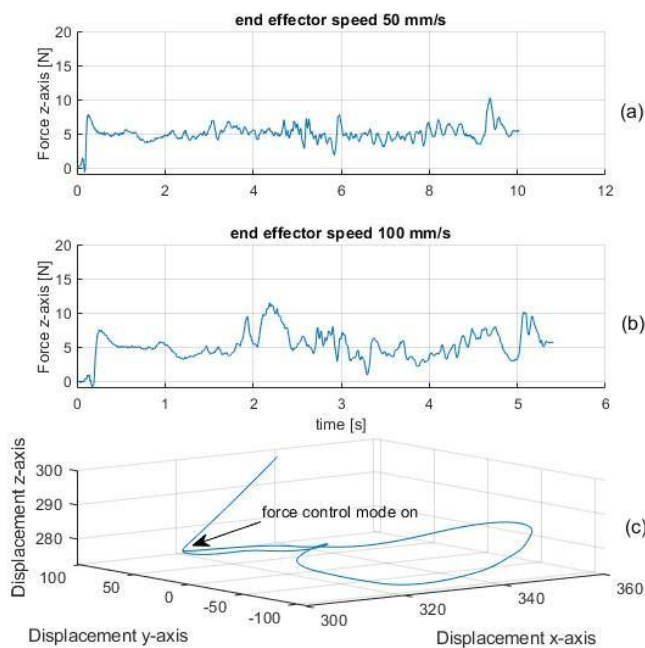 end effector speed 50 mm/s
20
15
10
5
0
Force z-axis [N]
0 2 4 6 8 10 12
(a)
end effector speed 100 mm/s
20
15
10
5
0
Force z-axis [N]
0 1 2 3 4 5 6
time [s]
(b)
300
290
280
Displacement z-axis
force control mode on
(c)
100
50
0
-50
-100
300
320
340
360
Displacement y-axis
Displacement x-axis